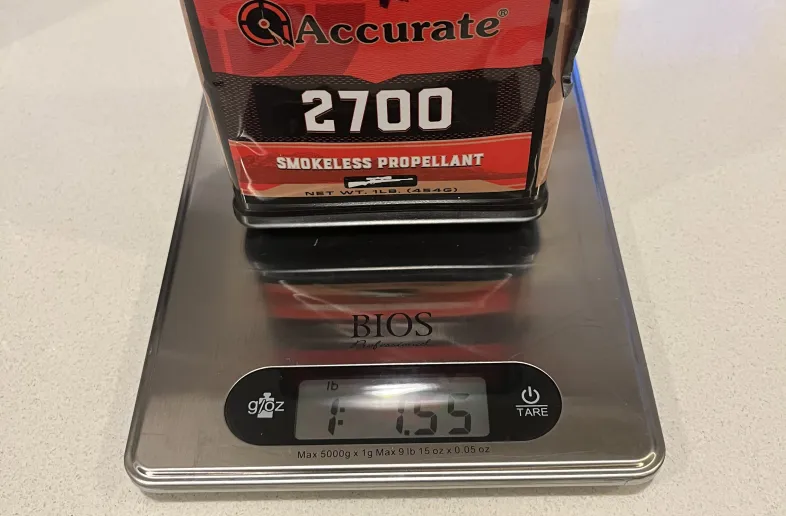 Accurate®
2700
SMOKELESS PROPELLANT
NET WT. 1LB. (454G)
BIOS
Professional
lb
1: 1.55
g/oz
TARE
Max 5000g x 1g Max 9 lb 15 oz x 0.05 oz